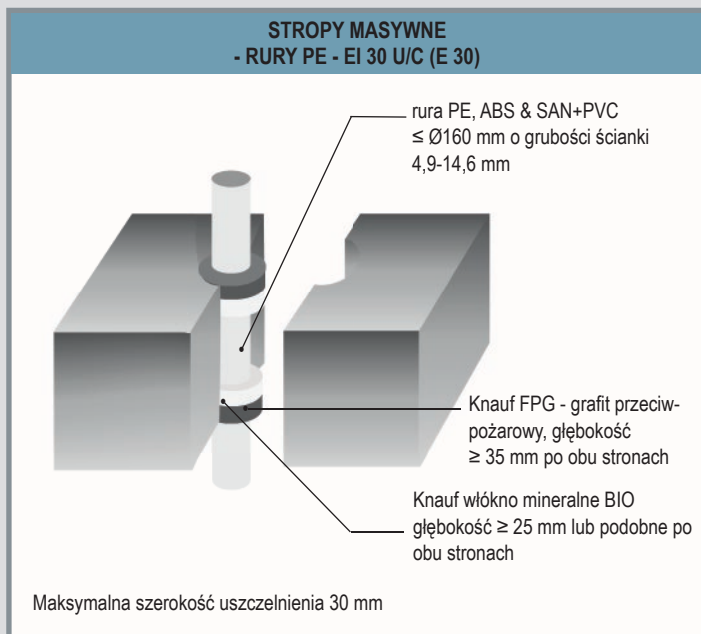 STROPY MASYWNE
- RURY PE - EI 30 U/C (E 30)
rura PE, ABS & SAN+PVC
≤ Ø160 mm o grubości ścianki
4,9-14,6 mm
Knauf FPG - grafit przeciw-
pożarowy, głębokość
≥ 35 mm po obu stronach
Knauf włókno mineralne BIO
głębokość ≥ 25 mm lub podobne po
obu stronach
Maksymalna szerokość uszczelnienia 30 mm